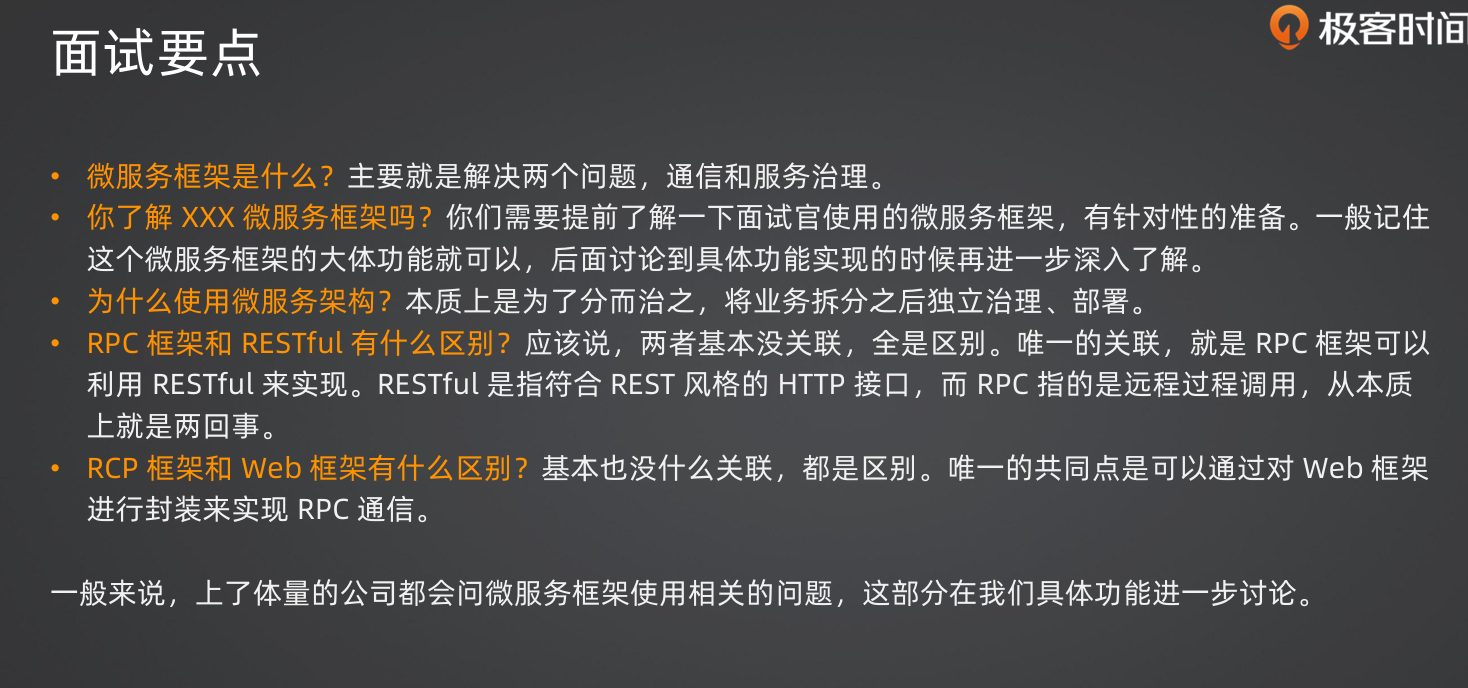 面试要点
极客时间
• 微服务框架是什么？主要就是解决两个问题，通信和服务治理。
• 你了解 XXX 微服务框架吗？你们需要提前了解一下面试官使用的微服务框架，有针对性的准备。一般记住
这个微服务框架的大体功能就可以，后面讨论到具体功能实现的时候再进一步深入了解。
• 为什么使用微服务架构？本质上是为了分而治之，将业务拆分之后独立治理、部署。
• RPC 框架和 RESTful 有什么区别？应该说，两者基本没关联，全是区别。唯一的关联，就是 RPC 框架可以
利用 RESTful 来实现。RESTful 是指符合 REST 风格的 HTTP 接口，而 RPC 指的是远程过程调用，从本质
上就是两回事。
• RCP 框架和 Web 框架有什么区别？基本也没什么关联，都是区别。唯一的共同点是可以通过对 Web 框架
进行封装来实现 RPC 通信。
一般来说，上了体量的公司都会问微服务框架使用相关的问题，这部分在我们具体功能进一步讨论。